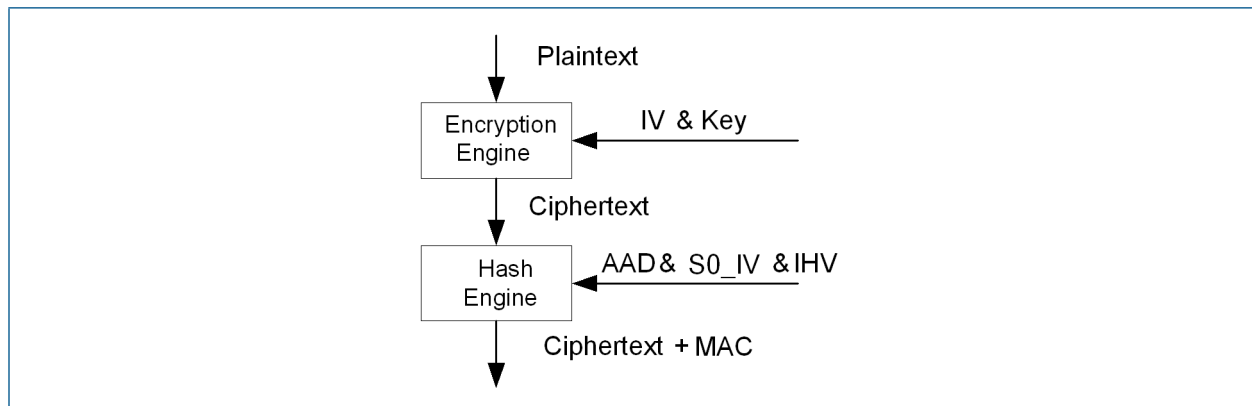 Plaintext
Encryption
Engine
IV & Key
Ciphertext
Hash
Engine
AAD & S0_IV & IHV
Ciphertext + MAC